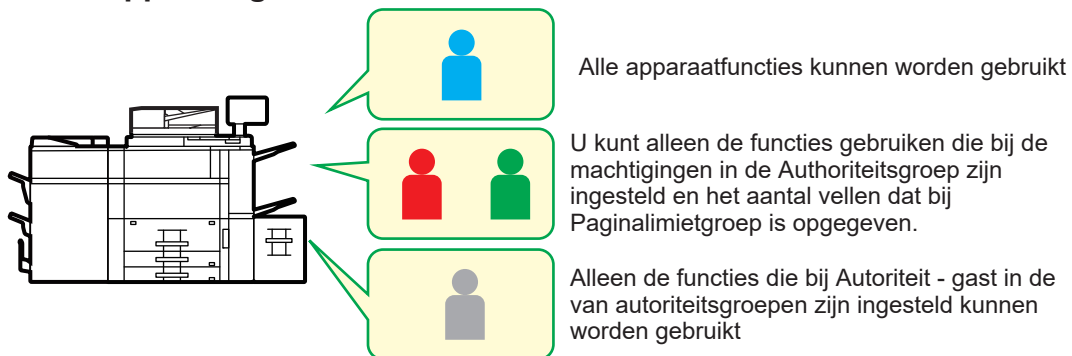 Alle apparaatfuncties kunnen worden gebruikt
U kunt alleen de functies gebruiken die bij de
machtigingen in de Authoriteitsgroep zijn
ingesteld en het aantal vellen dat bij
Paginalimietgroep is opgegeven.
Alleen de functies die bij Autoriteit - gast in de
van autoriteitsgroepen zijn ingesteld kunnen
worden gebruikt